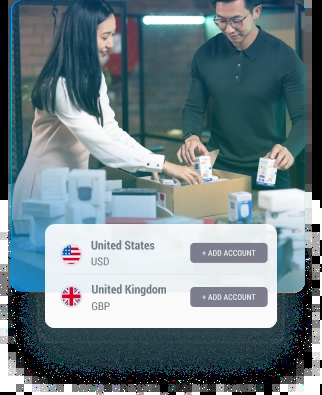 United States
USD
+ ADD ACCOUNT
United Kingdom
GBP
+ ADD ACCOUNT